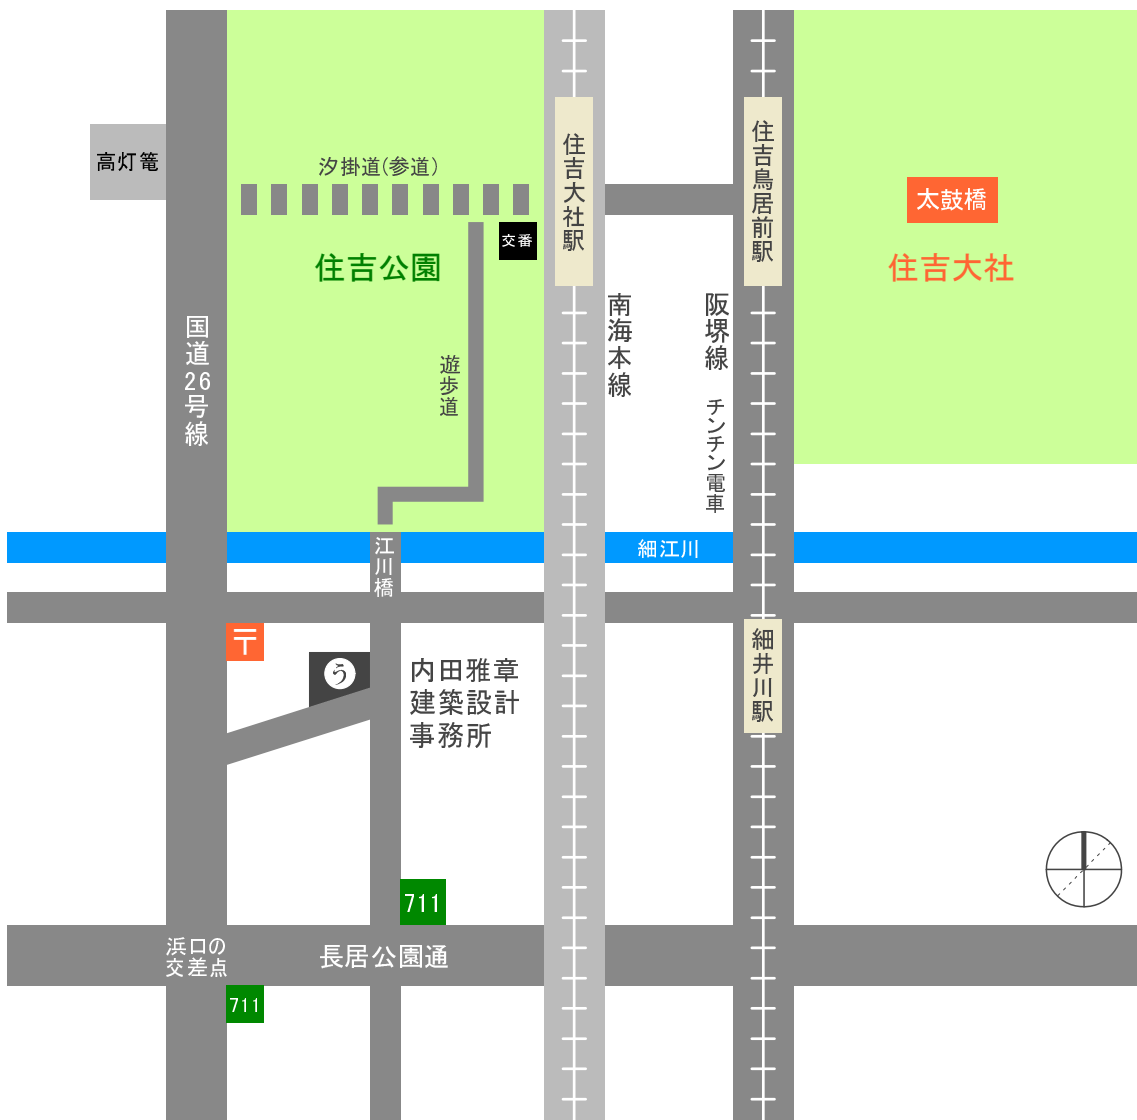 住吉大社駅
住吉鳥居前駅
高灯篭
汐掛道(参道)
太鼓橋
交番
住吉公園
住吉大社
国道26号線
遊歩道
南海本線
阪堺線 チンチン電車
江川橋
細江川
〒
う
細井川駅
内田雅章
建築設計
事務所
711
浜口の
交差点
長居公園通
711